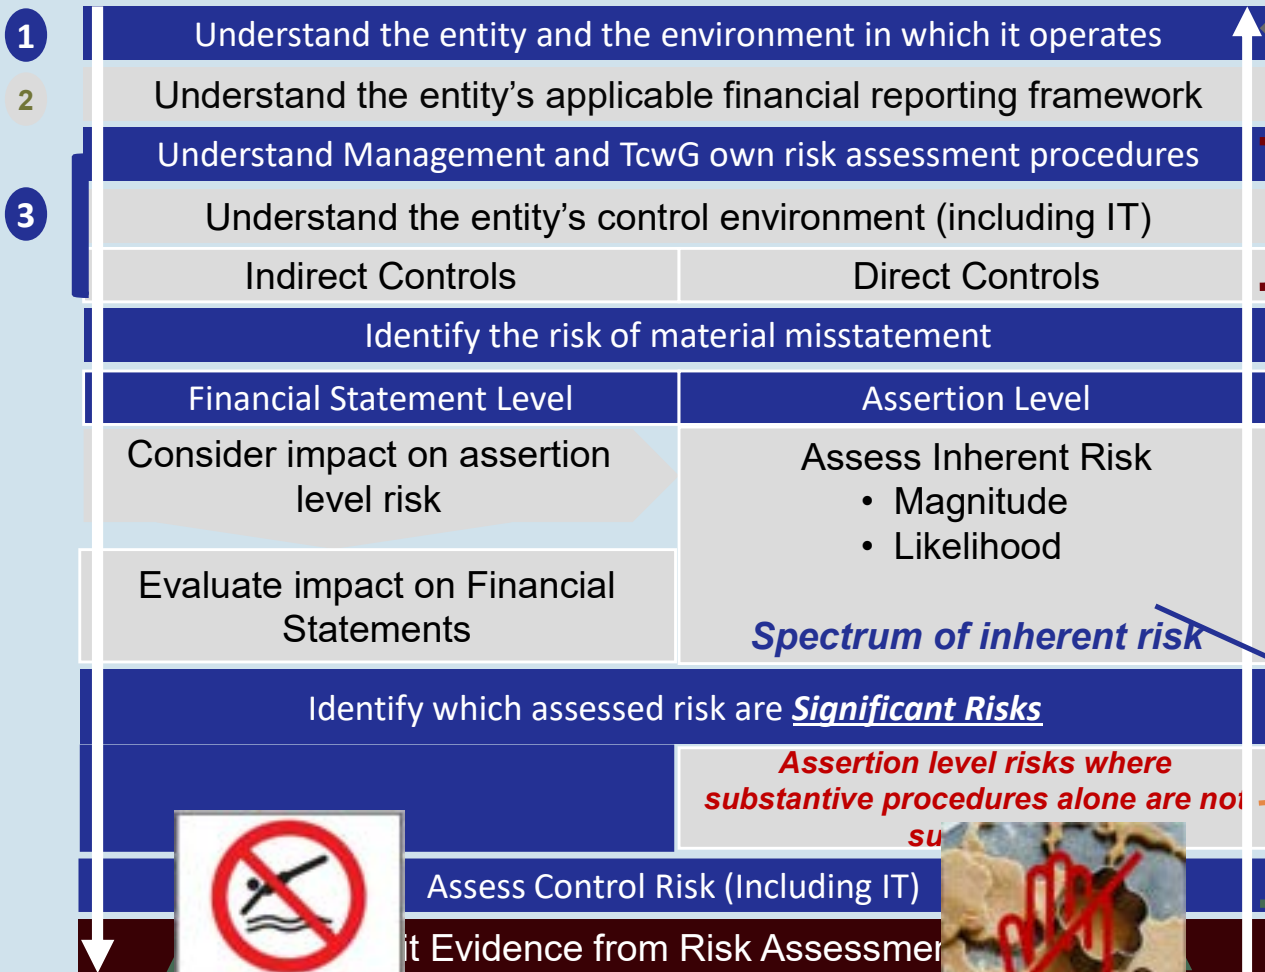 1
Understand the entity and the environment in which it operates
2
Understand the entity’s applicable financial reporting framework
Understand Management and TcwG own risk assessment procedures
3
Understand the entity’s control environment (including IT)
Indirect Controls
Direct Controls
Identify the risk of material misstatement
Financial Statement Level
Assertion Level
Consider impact on assertion
level risk
Evaluate impact on Financial
Statements
Assess Inherent Risk
• Magnitude
• Likelihood
Spectrum of inherent risk
Identify which assessed risk are Significant Risks
Assertion level risks where
substantive procedures alone are not
Assess Control Risk (Including IT)
Evidence from Risk